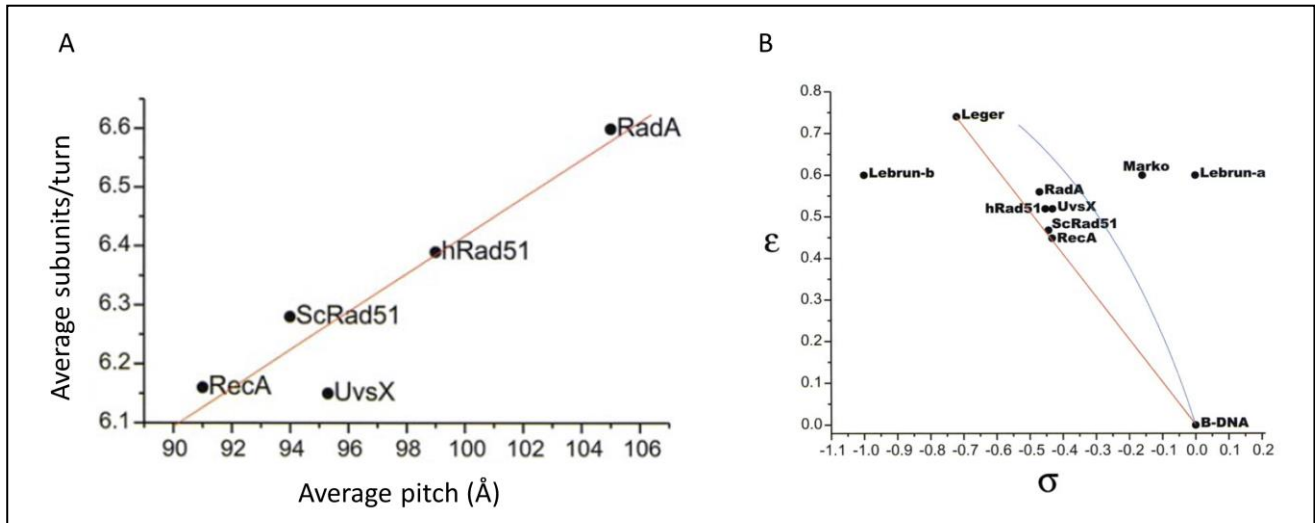 A
Average subunits/turn
6.6
6.5
6.4
6.3
6.2
6.1
RadA
hRad51
ScRad51
RecA
UvsX
90 92 94 96 98 100 102 104 106
Average pitch (Å)
B
ε
0.8
0.7
0.6
0.5
0.4
0.3
0.2
0.1
0.0
Leger
Lebrun-b
Marko
Lebrun-a
RadA
hRad51
UvsX
ScRad51
RecA
B-DNA
-1.1 -1.0 -0.9 -0.8 -0.7 -0.6 -0.5 -0.4 -0.3 -0.2 -0.1 0.0 0.1 0.2
σ